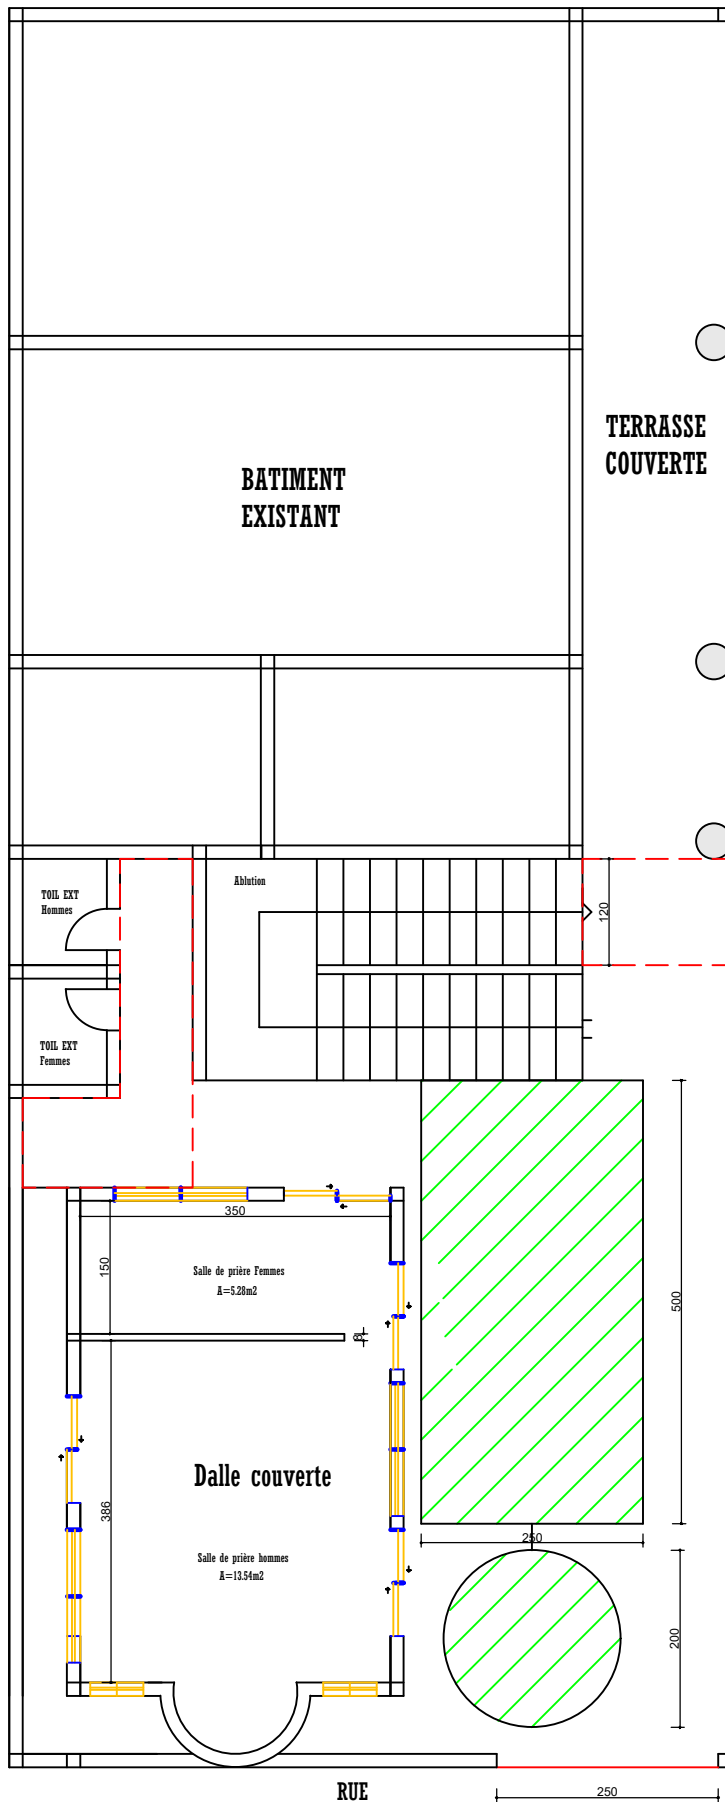 TERRASSE
COUVERTE
BATIMENT
EXISTANT
Ablution
TOIL EXT
Hommes
120
TOIL EXT
Femmes
350
150
Salle de prière Femmes
A=5.28m2
500
8
Dalle couverte
386
250
Salle de prière hommes
A=13.54m2
200
RUE
250